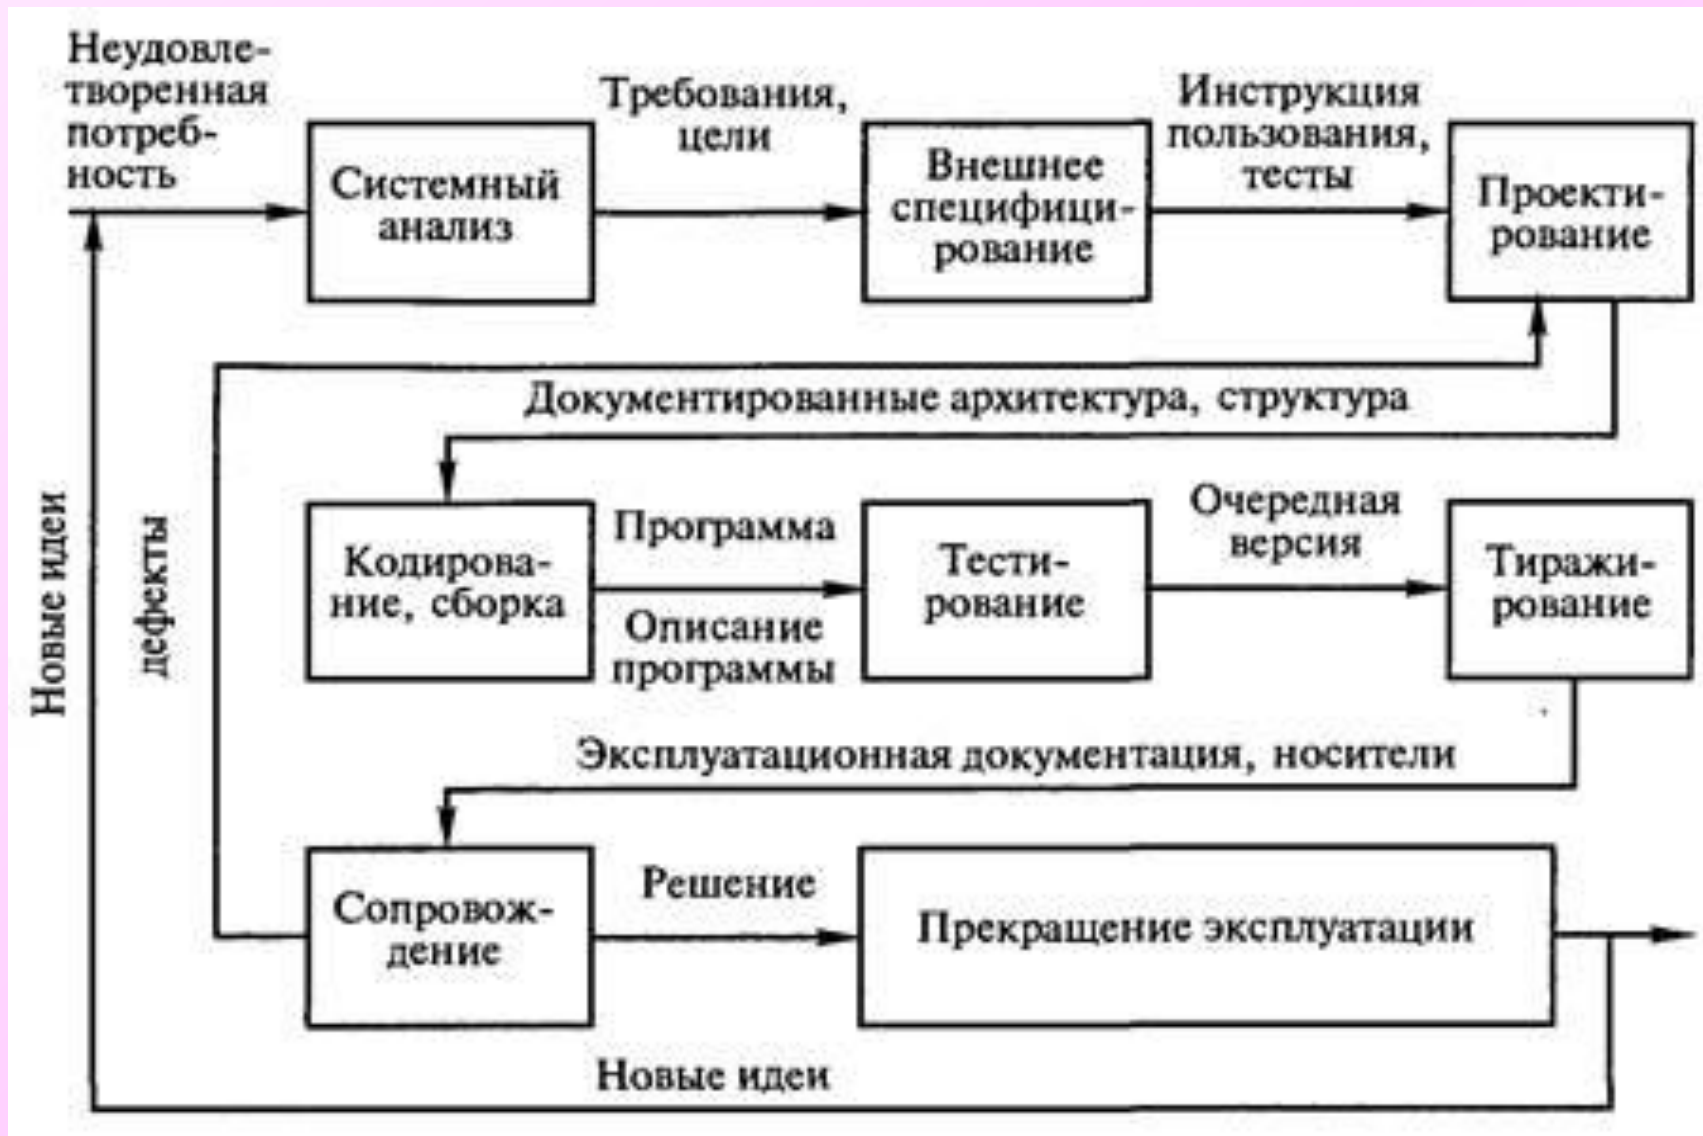 Неудовле-
творенная
потреб-
ность
Системный
анализ
Требования,
цели
Внешнее
специфици-
рование
Инструкция
пользования,
тесты
Проекти-
рование
Документированные архитектура, структура
Новые идеи
дефекты
Кодирова-
ние, сборка
Программа
Описание
программы
Тести-
рование
Очередная
версия
Тиражи-
рование
Эксплуатационная документация, носители
Сопровож-
дение
Решение
Прекращение эксплуатации
Новые идеи